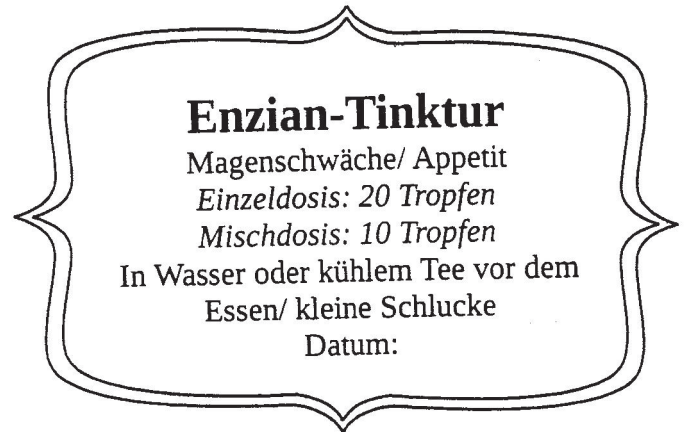 Enzian-Tinktur
Magenschwäche/ Appetit
Einzeldosis: 20 Tropfen
Mischdosis: 10 Tropfen
In Wasser oder kühlem Tee vor dem
Essen/ kleine Schlucke
Datum: